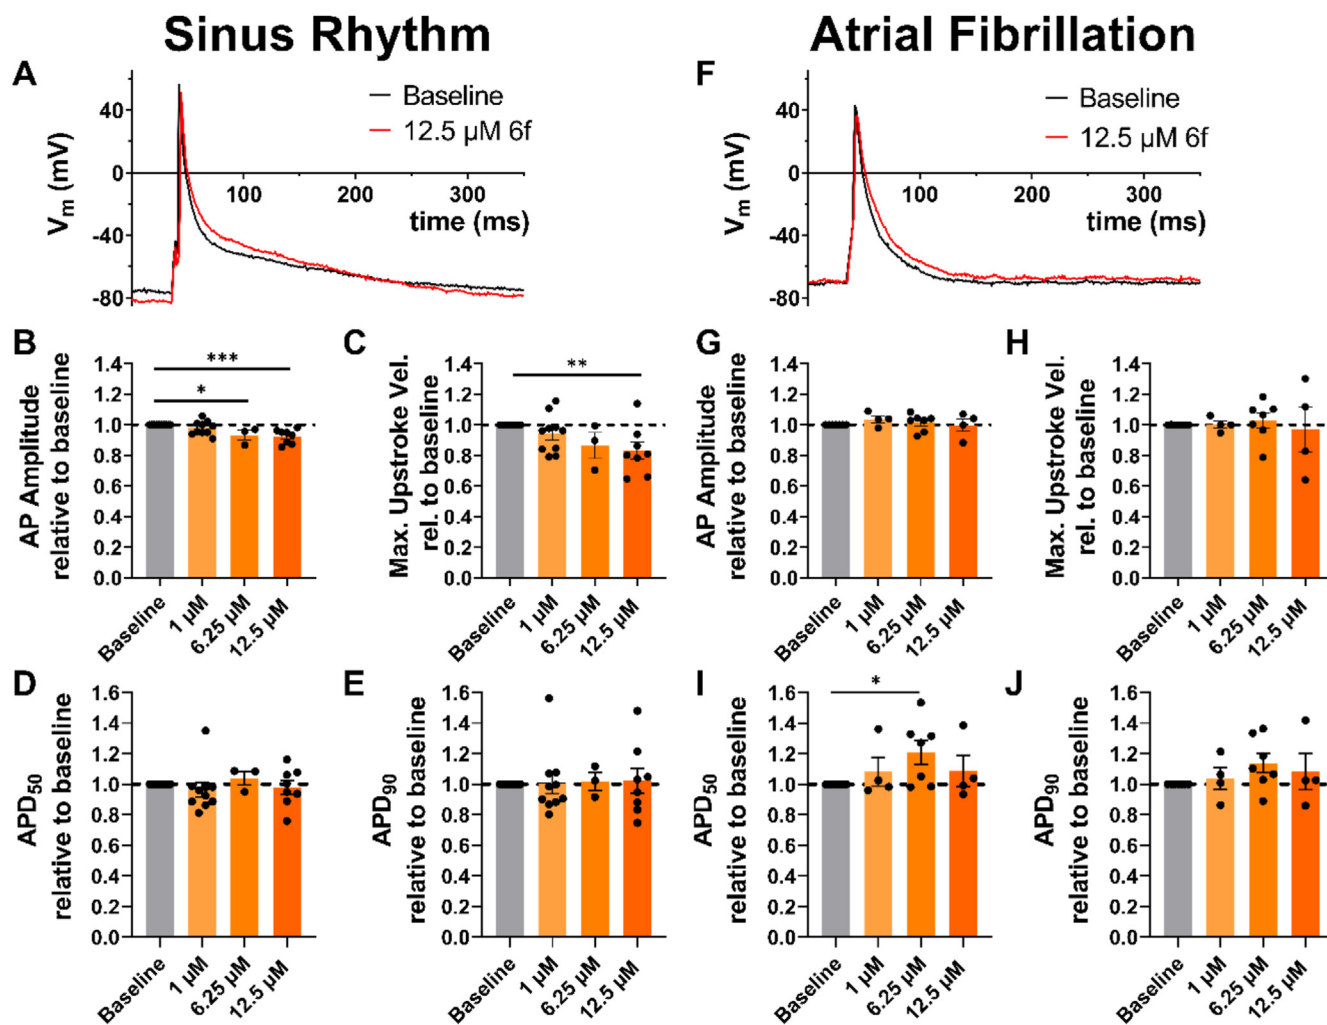 Sinus Rhythm
Atrial Fibrillation
A
Baseline
12.5 µM 6f
40
0
-40
-80
100
200
300
time (ms)
Vm (mV)
F
Baseline
12.5 µM 6f
40
0
-40
-80
100
200
300
time (ms)
Vm (mV)
B
AP Amplitude
relative to baseline
1.4
1.2
1.0
0.8
0.6
0.4
0.2
0.0
***
*
Baseline
1 µM
6.25 µM
12.5 µM
C
Max. Upstroke Vel.
rel. to baseline
1.4
1.2
1.0
0.8
0.6
0.4
0.2
0.0
**
Baseline
1 µM
6.25 µM
12.5 µM
G
AP Amplitude
relative to baseline
1.4
1.2
1.0
0.8
0.6
0.4
0.2
0.0
Baseline
1 µM
6.25 µM
12.5 µM
H
Max. Upstroke Vel.
rel. to baseline
1.4
1.2
1.0
0.8
0.6
0.4
0.2
0.0
Baseline
1 µM
6.25 µM
12.5 µM
D
APD50
relative to baseline
1.6
1.4
1.2
1.0
0.8
0.6
0.4
0.2
0.0
Baseline
1 µM
6.25 µM
12.5 µM
E
APD90
relative to baseline
1.6
1.4
1.2
1.0
0.8
0.6
0.4
0.2
0.0
Baseline
1 µM
6.25 µM
12.5 µM
I
APD50
relative to baseline
1.6
1.4
1.2
1.0
0.8
0.6
0.4
0.2
0.0
*
Baseline
1 µM
6.25 µM
12.5 µM
J
APD90
relative to baseline
1.6
1.4
1.2
1.0
0.8
0.6
0.4
0.2
0.0
Baseline
1 µM
6.25 µM
12.5 µM